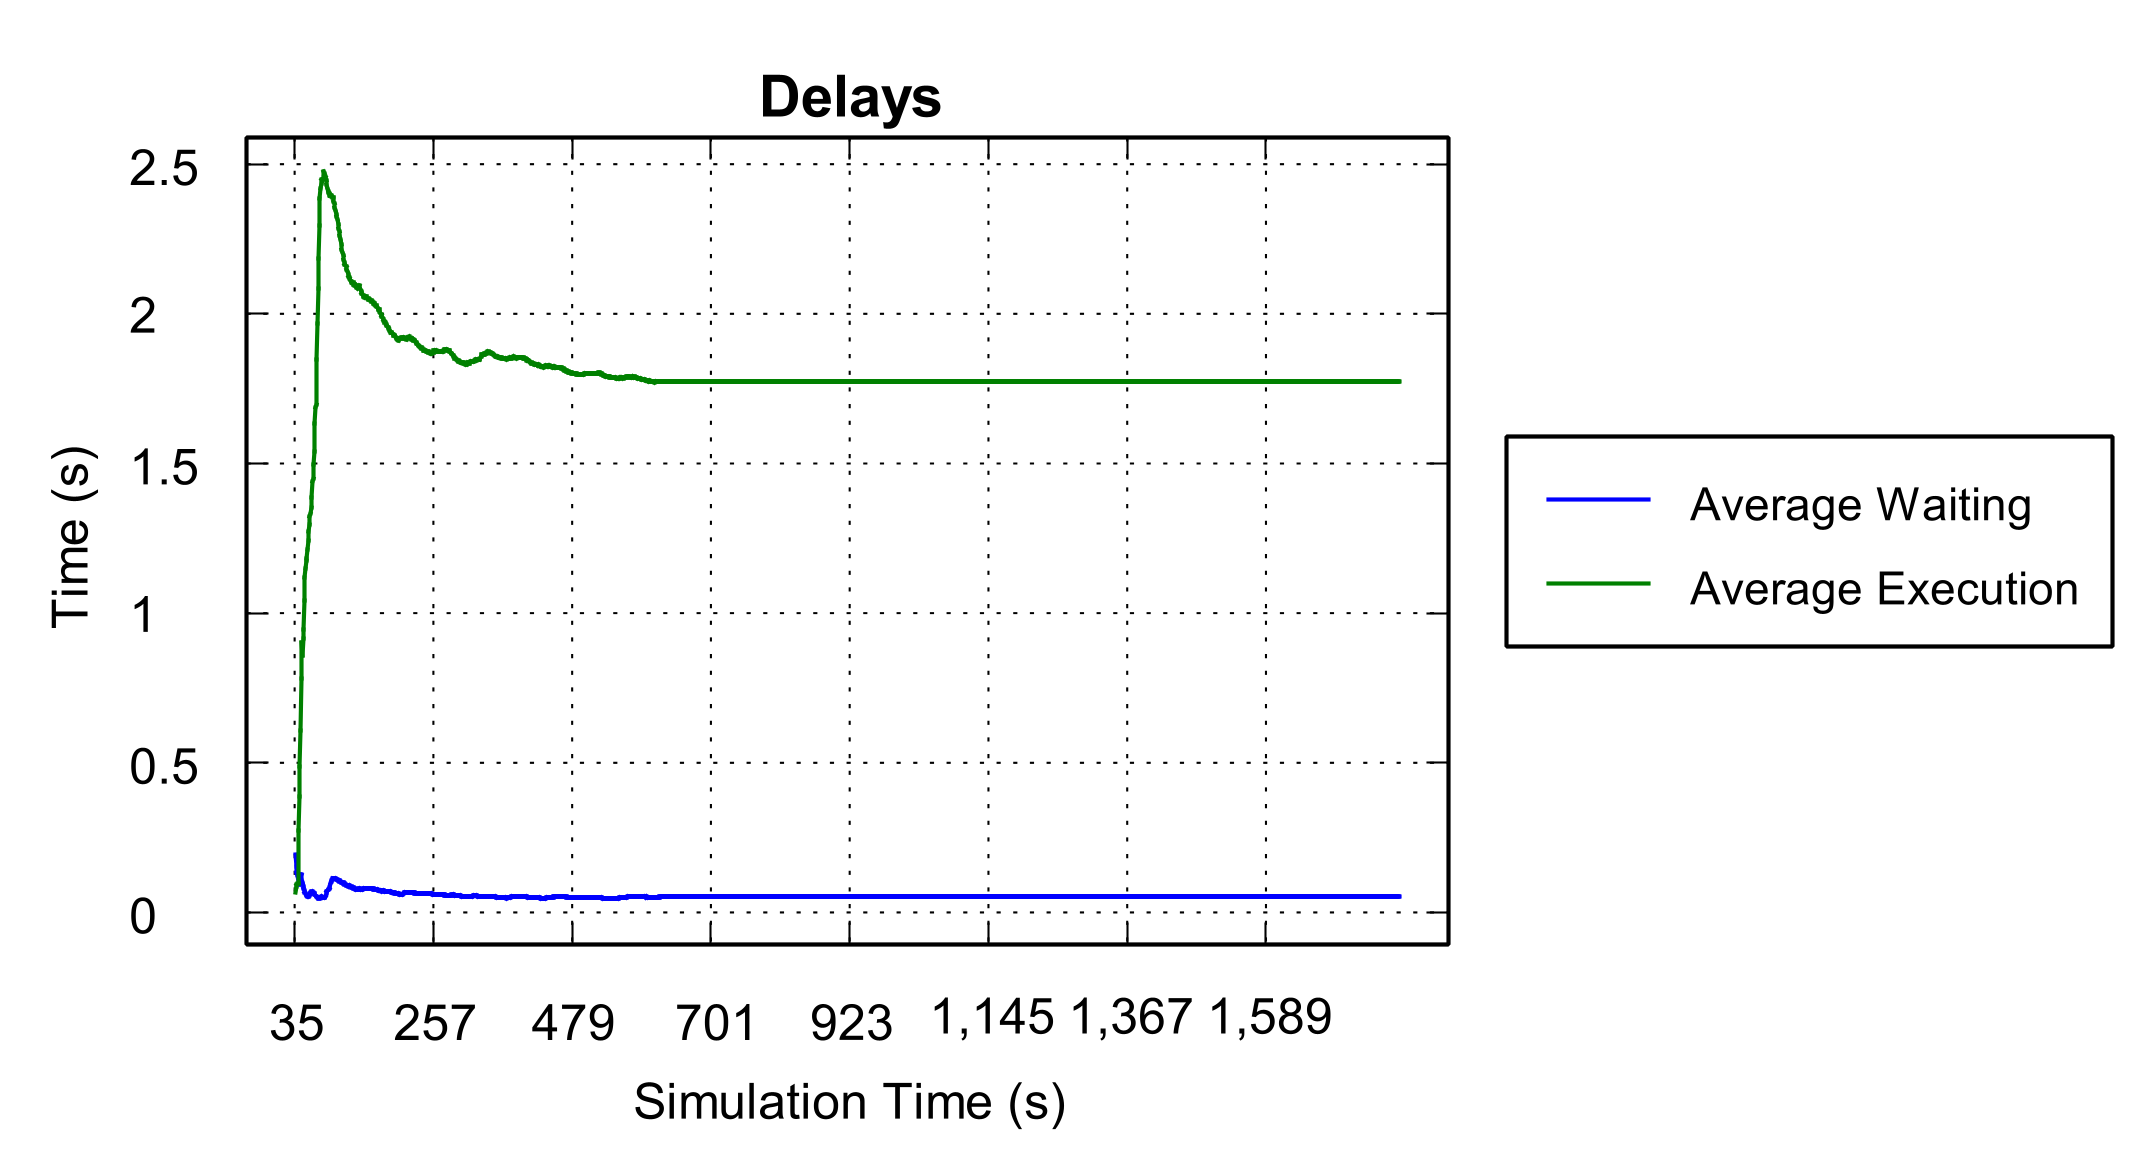 Delays
2.5
2
1.5
1
0.5
0
Time (s)
35 257 479 701 923 1,145 1,367 1,589
Simulation Time (s)
Average Waiting
Average Execution